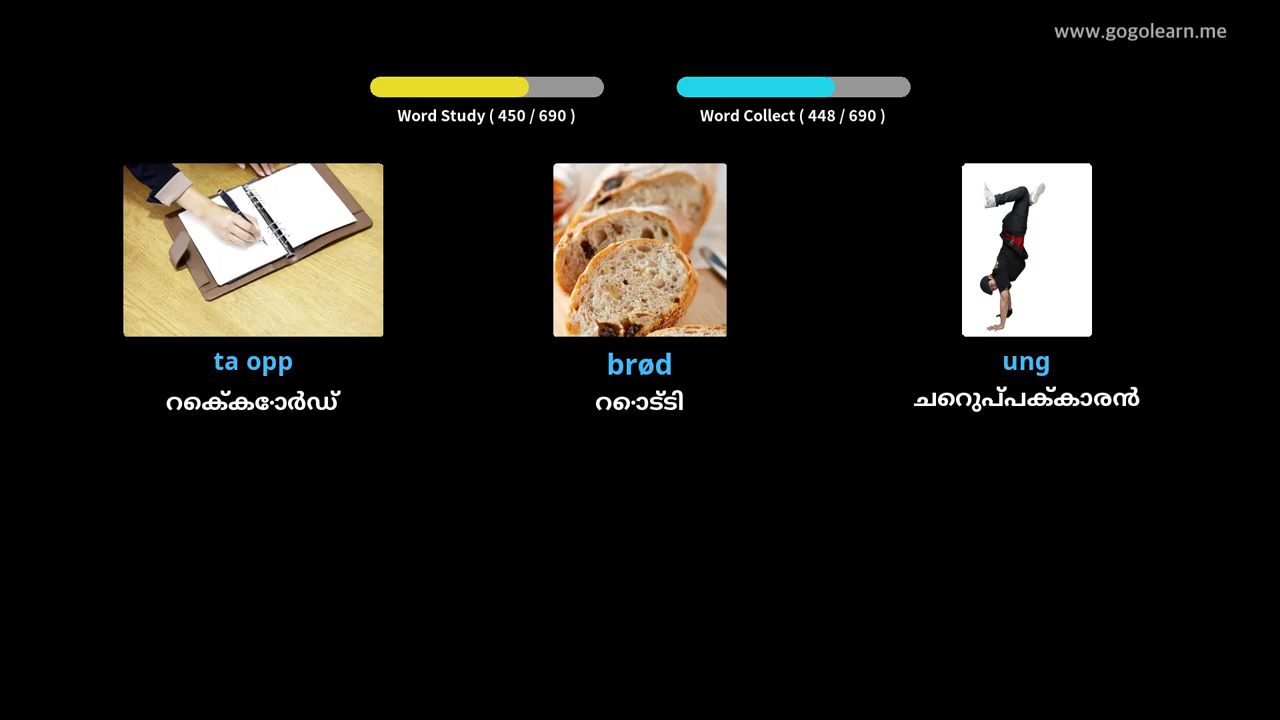 www.gogolearn.me
Word Study ( 450 / 690 )
Word Collect ( 448 / 690 )
ta opp
റെക്കോർഡ്
brød
റൊട്ടി
ung
ചെറുപ്പക്കാരൻ